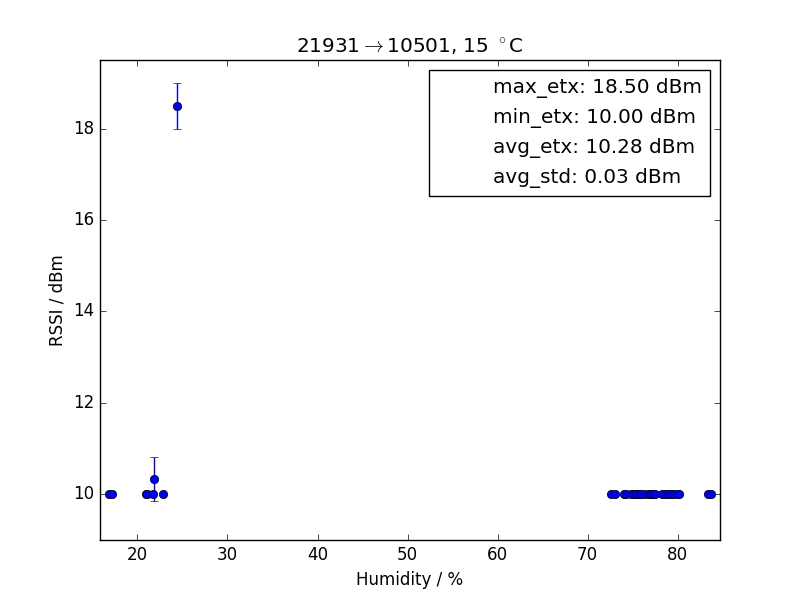 21931→10501, 15 °C
max_etx: 18.50 dBm
min_etx: 10.00 dBm
avg_etx: 10.28 dBm
avg_std: 0.03 dBm
RSSI / dBm
18
16
14
12
10
20 30 40 50 60 70 80
Humidity / %